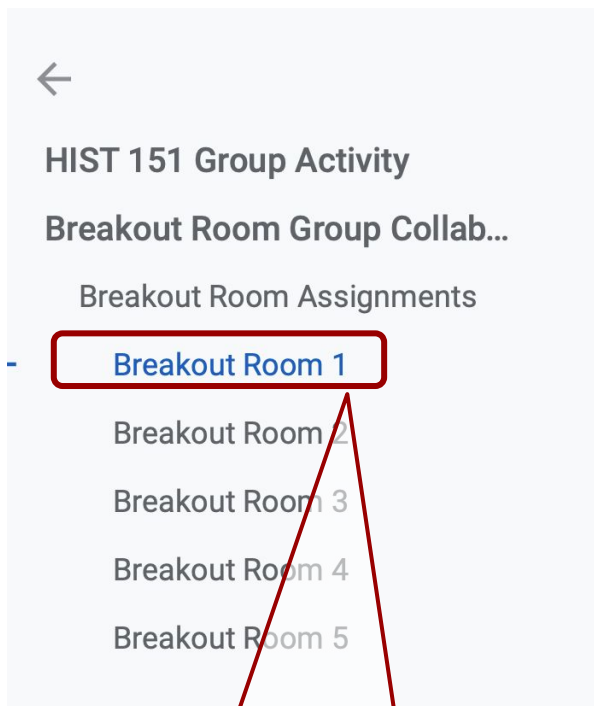 HIST 151 Group Activity
Breakout Room Group Collab...
Breakout Room Assignments
Breakout Room 1
Breakout Room 2
Breakout Room 3
Breakout Room 4
Breakout Room 5